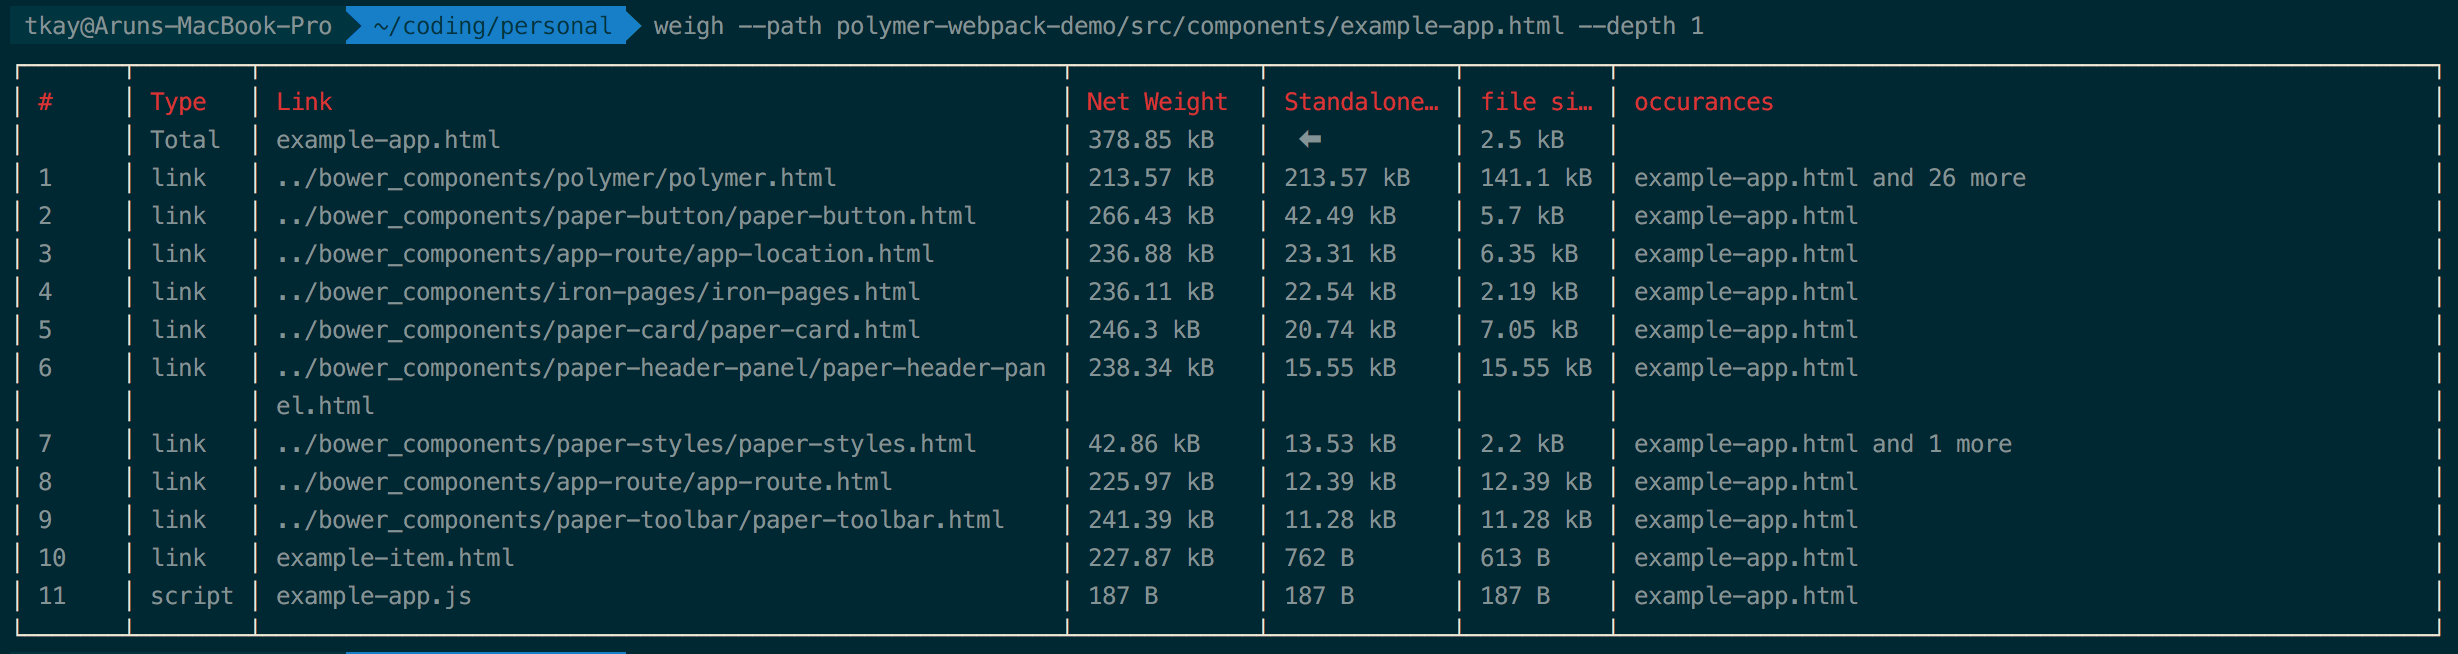 tkay@Aruns-MacBook-Pro ~/coding/personal weigh --path polymer-webpack-demo/src/components/example-app.html --depth 1
# Type Link Net Weight Standalone… file si… occurances
Total example-app.html 378.85 kB ⬅ 2.5 kB
1 link ../bower_components/polymer/polymer.html 213.57 kB 213.57 kB 141.1 kB example-app.html and 26 more
2 link ../bower_components/paper-button/paper-button.html 266.43 kB 42.49 kB 5.7 kB example-app.html
3 link ../bower_components/app-route/app-location.html 236.88 kB 23.31 kB 6.35 kB example-app.html
4 link ../bower_components/iron-pages/iron-pages.html 236.11 kB 22.54 kB 2.19 kB example-app.html
5 link ../bower_components/paper-card/paper-card.html 246.3 kB 20.74 kB 7.05 kB example-app.html
6 link ../bower_components/paper-header-panel/paper-header-pan 238.34 kB 15.55 kB 15.55 kB example-app.html
el.html
7 link ../bower_components/paper-styles/paper-styles.html 42.86 kB 13.53 kB 2.2 kB example-app.html and 1 more
8 link ../bower_components/app-route/app-route.html 225.97 kB 12.39 kB 12.39 kB example-app.html
9 link ../bower_components/paper-toolbar/paper-toolbar.html 241.39 kB 11.28 kB 11.28 kB example-app.html
10 link example-item.html 227.87 kB 762 B 613 B example-app.html
11 script example-app.js 187 B 187 B 187 B example-app.html